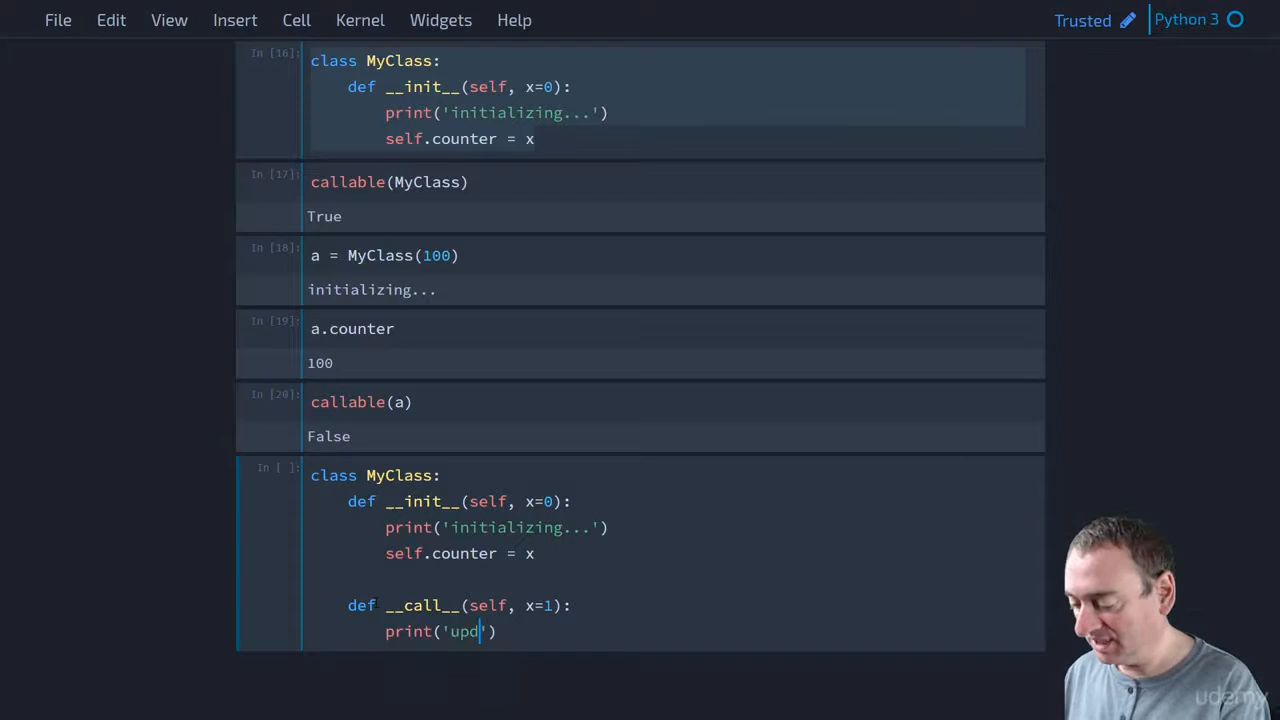 File Edit View Insert Cell Kernel Widgets Help Trusted Python 3
In [16]:
class MyClass:
    def __init__(self, x=0):
        print('initializing...')
        self.counter = x
In [17]:
callable(MyClass)
True
In [18]:
a = MyClass(100)
initializing...
In [19]:
a.counter
100
In [20]:
callable(a)
False
In [ ]:
class MyClass:
    def __init__(self, x=0):
        print('initializing...')
        self.counter = x
    def __call__(self, x=1):
        print('upd')
udemy